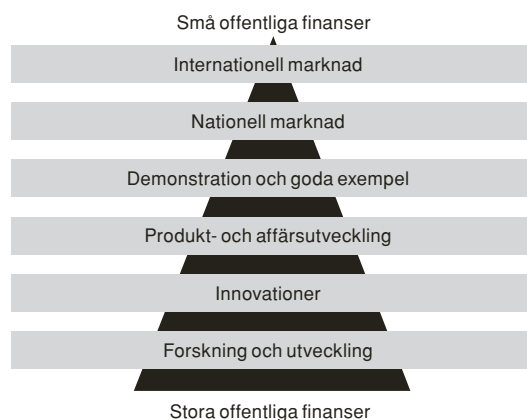 Små offentliga finanser
Internationell marknad
Nationell marknad
Demonstration och goda exempel
Produkt- och affärsutveckling
Innovationer
Forskning och utveckling
Stora offentliga finanser